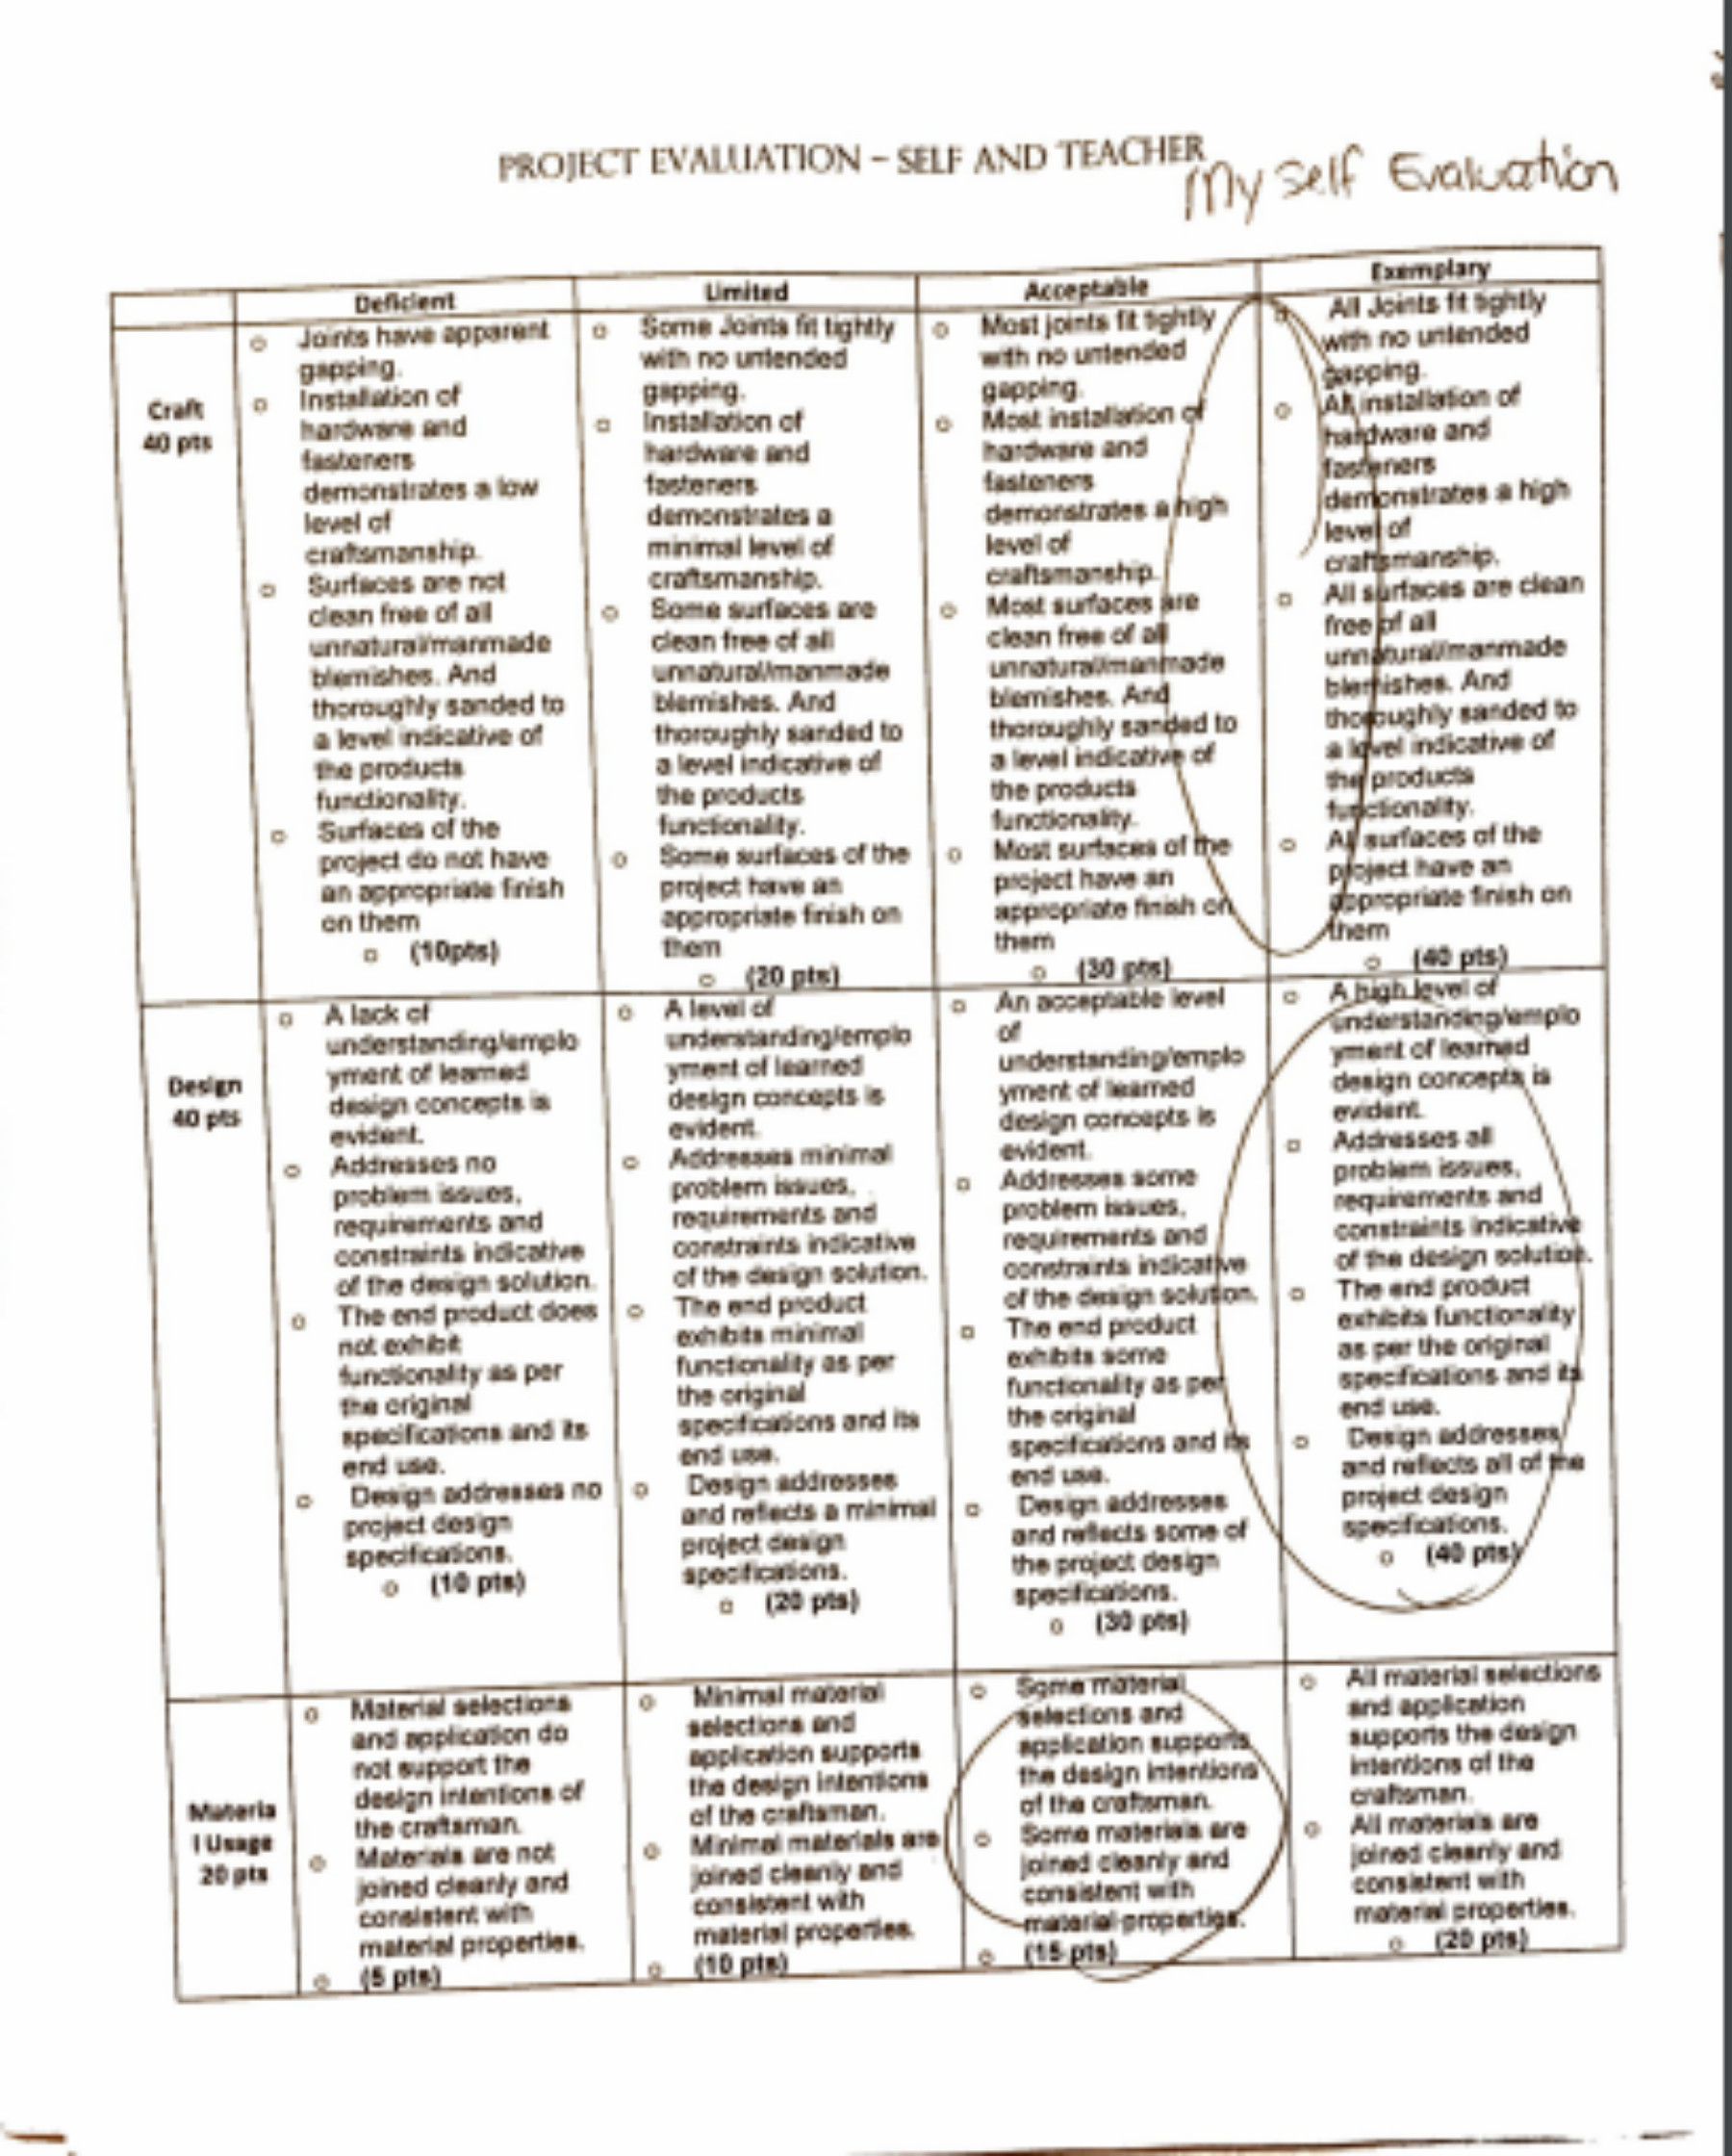 PROJECT EVALUATION – SELF AND TEACHER
My Self Evaluation
Deficient
Limited
Acceptable
Exemplary
Craft
40 pts
Joints have apparent
gapping.
Installation of
hardware and
fasteners
demonstrates a low
level of
craftsmanship.
Surfaces are not
clean free of all
unnatural/manmade
blemishes. And
thoroughly sanded to
a level indicative of
the products
functionality.
Surfaces of the
project do not have
an appropriate finish
on them
(10pts)
Some Joints fit tightly
with no untended
gapping.
Installation of
hardware and
fasteners
demonstrates a
minimal level of
craftsmanship.
Some surfaces are
clean free of all
unnatural/manmade
blemishes. And
thoroughly sanded to
a level indicative of
the products
functionality.
Some surfaces of the
project have an
appropriate finish on
them
(20 pts)
Most joints fit tightly
with no untended
gapping.
Most installation of
hardware and
fasteners
demonstrates a high
level of
craftsmanship.
Most surfaces are
clean free of all
unnatural/manmade
blemishes. And
thoroughly sanded to
a level indicative of
the products
functionality.
Most surfaces of the
project have an
appropriate finish on
them
(30 pts)
All Joints fit tightly
with no untended
gapping.
All installation of
hardware and
fasteners
demonstrates a high
level of
craftsmanship.
All surfaces are clean
free of all
unnatural/manmade
blemishes. And
thoroughly sanded to
a level indicative of
the products
functionality.
All surfaces of the
project have an
appropriate finish on
them
(40 pts)
Design
40 pts
A lack of
understanding/emplo
yment of learned
design concepts is
evident.
Addresses no
problem issues,
requirements and
constraints indicative
of the design solution.
The end product does
not exhibit
functionality as per
the original
specifications and its
end use.
Design addresses no
project design
specifications.
(10 pts)
A level of
understanding/emplo
yment of learned
design concepts is
evident.
Addresses minimal
problem issues,
requirements and
constraints indicative
of the design solution.
The end product
exhibits minimal
functionality as per
the original
specifications and its
end use.
Design addresses
and reflects a minimal
project design
specifications.
(20 pts)
An acceptable level
of
understanding/emplo
yment of learned
design concepts is
evident.
Addresses some
problem issues,
requirements and
constraints indicative
of the design solution.
The end product
exhibits some
functionality as per
the original
specifications and its
end use.
Design addresses
and reflects some of
the project design
specifications.
(30 pts)
A high level of
understanding/emplo
yment of learned
design concepts is
evident.
Addresses all
problem issues,
requirements and
constraints indicative
of the design solution.
The end product
exhibits functionality
as per the original
specifications and its
end use.
Design addresses
and reflects all of the
project design
specifications.
(40 pts)
Materia
l Usage
20 pts
Material selections
and application do
not support the
design intentions of
the craftsman.
Materials are not
joined cleanly and
consistent with
material properties.
(5 pts)
Minimal material
selections and
application supports
the design intentions
of the craftsman.
Minimal materials are
joined cleanly and
consistent with
material properties.
(10 pts)
Some material
selections and
application supports
the design intentions
of the craftsman.
Some materials are
joined cleanly and
consistent with
material properties.
(15 pts)
All material selections
and application
supports the design
intentions of the
craftsman.
All materials are
joined cleanly and
consistent with
material properties.
(20 pts)